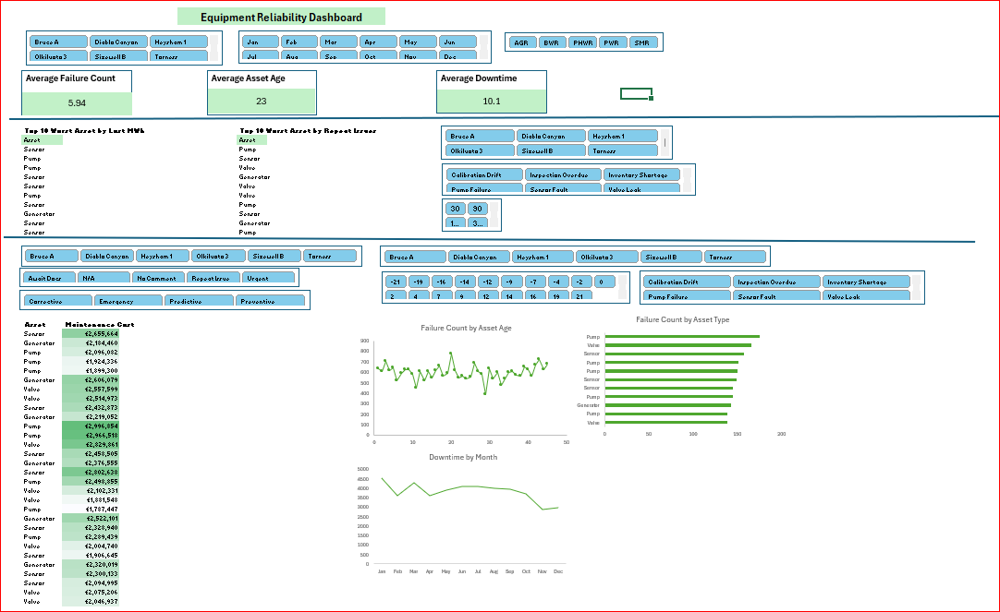 Equipment Reliability Dashboard
Bruce A Diablo Canyon Heysham 1
Olkiluoto 3 Sizewell B Torness
Jan Feb Mar Apr May Jun
Jul Aug Sep Oct Nov Dec
AGR BWR PHWR PWR SMR
Average Failure Count
5.94
Average Asset Age
23
Average Downtime
10.1
Top 10 Worst Asset by Lost MWh
Asset
Sensor
Pump
Pump
Sensor
Sensor
Pump
Sensor
Generator
Sensor
Sensor
Top 10 Worst Asset by Repeat Issues
Asset
Pump
Sensor
Valve
Generator
Valve
Valve
Pump
Sensor
Generator
Pump
Bruce A Diablo Canyon Heysham 1
Olkiluoto 3 Sizewell B Torness
Calibration Drift Inspection Overdue Inventory Shortage
Pump Failure Sensor Fault Valve Leak
30 90
1... 3...
Bruce A Diablo Canyon Heysham 1 Olkiluoto 3 Sizewell B Torness
Await Docs N/A No Comment Repeat Issue Urgent
Corrective Emergency Predictive Preventive
Bruce A Diablo Canyon Heysham 1 Olkiluoto 3 Sizewell B Torness
-21 -19 -16 -14 -12 -9 -7 -4 -2 0
2 4 7 9 12 14 16 19 21
Calibration Drift Inspection Overdue Inventory Shortage
Pump Failure Sensor Fault Valve Leak
Asset Maintenance Cost
Sensor £2,655,664
Generator £2,184,460
Pump £2,096,082
Pump £1,924,336
Pump £1,899,300
Generator £2,606,079
Valve £2,557,599
Valve £2,514,973
Sensor £2,432,873
Generator £2,219,052
Pump £2,996,854
Pump £2,966,518
Valve £2,829,861
Sensor £2,458,505
Generator £2,376,555
Sensor £2,802,638
Pump £2,498,855
Valve £2,102,331
Valve £1,881,548
Pump £1,787,447
Generator £2,522,101
Sensor £2,328,940
Pump £2,289,439
Valve £2,004,740
Sensor £1,906,645
Generator £2,320,019
Sensor £2,300,133
Sensor £2,094,995
Valve £2,075,206
Valve £2,046,937
Failure Count by Asset Age
900
800
700
600
500
400
300
200
100
0
0 10 20 30 40 50
Failure Count by Asset Type
Pump
Valve
Sensor
Pump
Pump
Sensor
Sensor
Pump
Generator
Pump
Valve
0 50 100 150 200
Downtime by Month
5000
4500
4000
3500
3000
2500
2000
1500
1000
500
0
Jan Feb Mar Apr May Jun Jul Aug Sep Oct Nov Dec